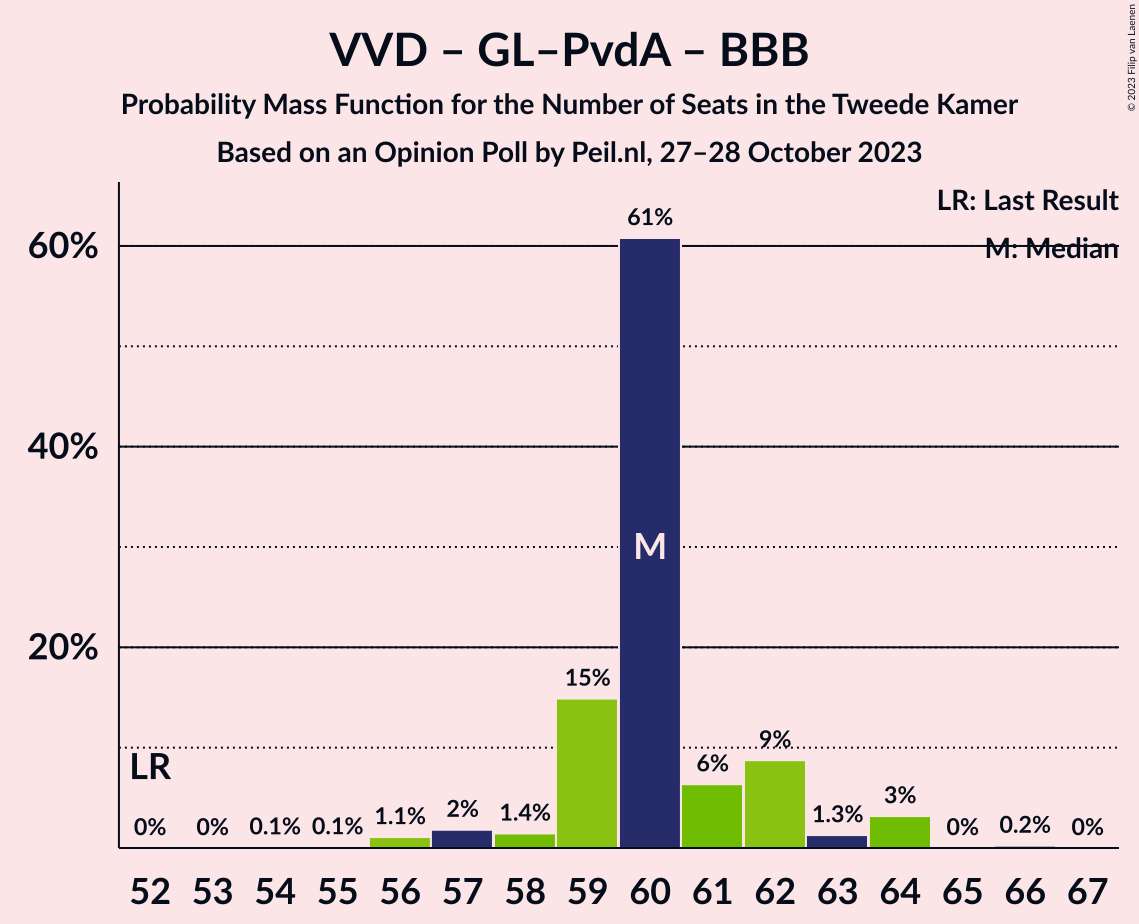 VVD – GL–PvdA – BBB
Probability Mass Function for the Number of Seats in the Tweede Kamer
Based on an Opinion Poll by Peil.nl, 27–28 October 2023
© 2023 Filip van Laenen
LR: Last Result
M: Median
60%
40%
20%
61%
M
15%
9%
6%
LR
0%
0%
0.1%
0.1%
1.1%
2%
1.4%
1.3%
3%
0%
0.2%
0%
52 53 54 55 56 57 58 59 60 61 62 63 64 65 66 67